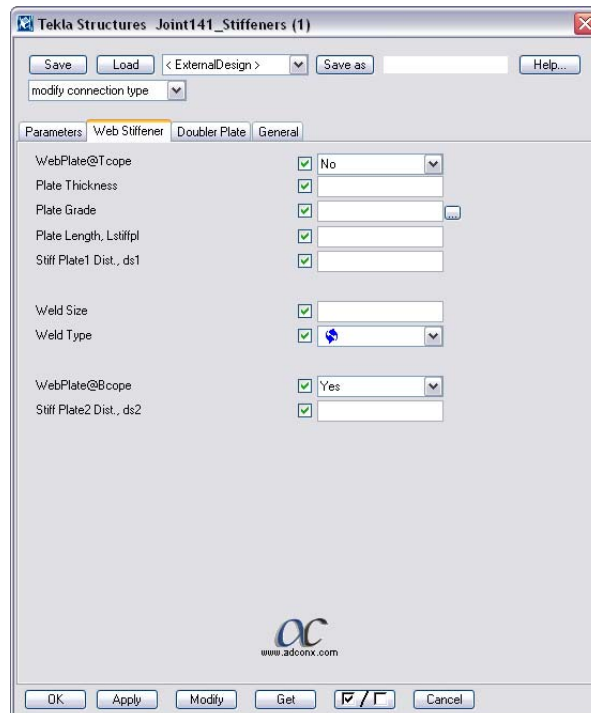 Tekla Structures Joint141_Stiffeners (1)
Save Load < ExternalDesign > Save as Help...
modify connection type
Parameters Web Stiffener Doubler Plate General
WebPlate@Tcope No
Plate Thickness
Plate Grade ...
Plate Length, Lstiffpl
Stiff Plate1 Dist., ds1
Weld Size
Weld Type
WebPlate@Bcope Yes
Stiff Plate2 Dist., ds2
ac
www.adconx.com
OK Apply Modify Get / Cancel